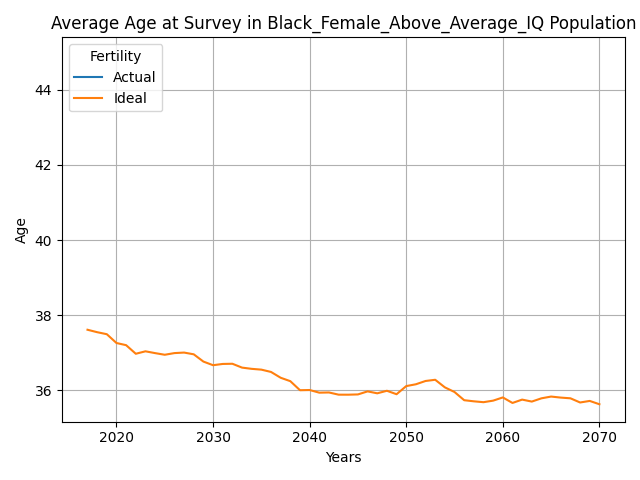 Average Age at Survey in Black_Female_Above_Average_IQ Population
Fertility
Actual
Ideal
44
42
40
38
36
Age
2020 2030 2040 2050 2060 2070
Years